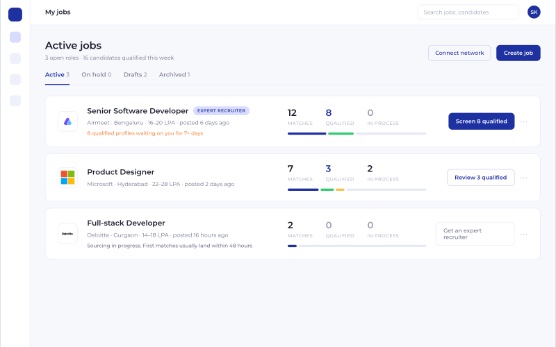 My jobs
Search jobs, candidates
SK
Active jobs
3 open roles · 16 candidates qualified this week
Connect network
Create job
Active 3
On hold 0
Drafts 2
Archived 1
Senior Software Developer
EXPERT RECRUITER
Airmeet · Bengaluru · 16–20 LPA · posted 6 days ago
8 qualified profiles waiting on you for 7+ days
12 MATCHES
8 QUALIFIED
0 IN-PROCESS
Screen 8 qualified
Product Designer
Microsoft · Hyderabad · 22–28 LPA · posted 2 days ago
7 MATCHES
3 QUALIFIED
2 IN-PROCESS
Review 3 qualified
Full-stack Developer
Deloitte · Gurgaon · 14–18 LPA · posted 16 hours ago
Sourcing in progress. First matches usually land within 48 hours
2 MATCHES
0 QUALIFIED
0 IN-PROCESS
Get an expert
recruiter